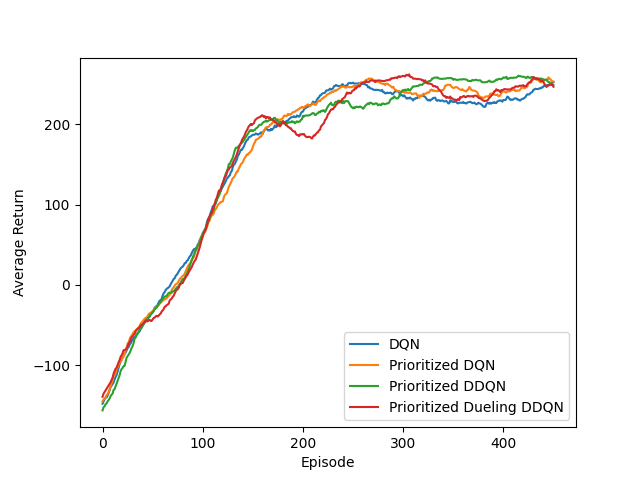 200
100
0
−100
Average Return
0
100
200
300
400
Episode
DQN
Prioritized DQN
Prioritized DDQN
Prioritized Dueling DDQN